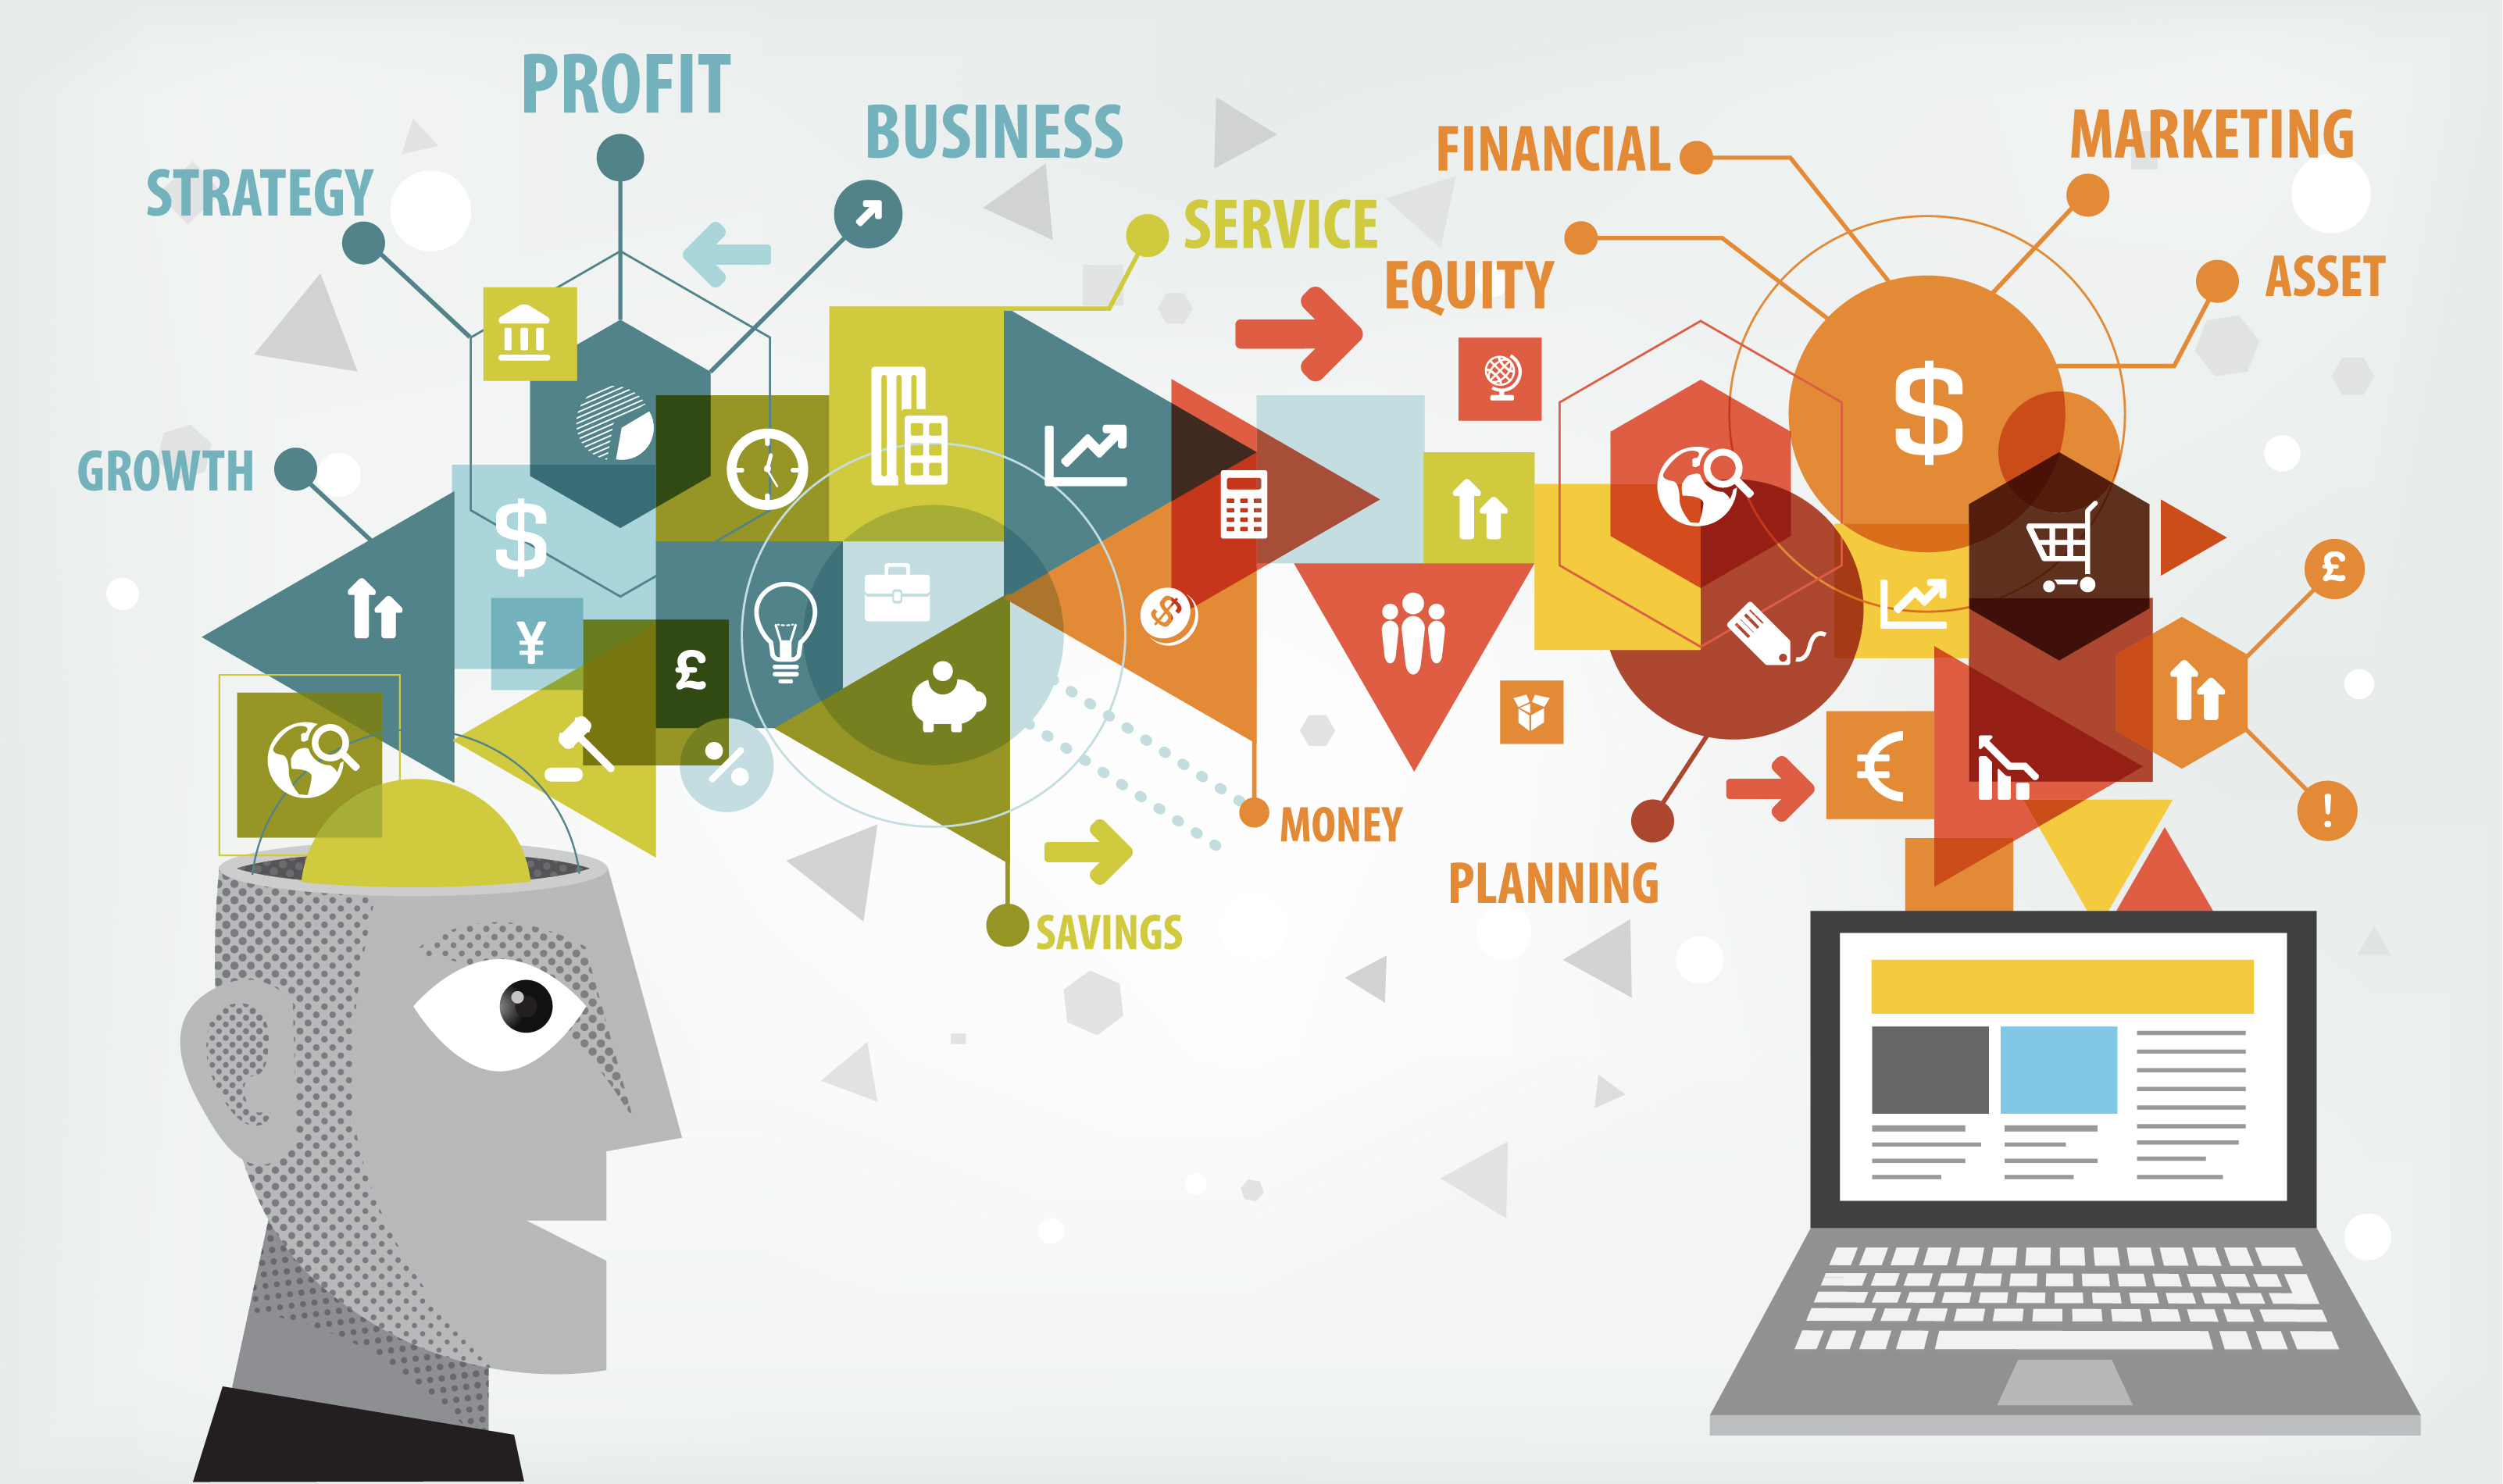 PROFIT
BUSINESS
STRATEGY
GROWTH
SERVICE
FINANCIAL
EQUITY
MARKETING
ASSET
$
$
¥
£
$
%
£
€
!
MONEY
PLANNING
SAVINGS